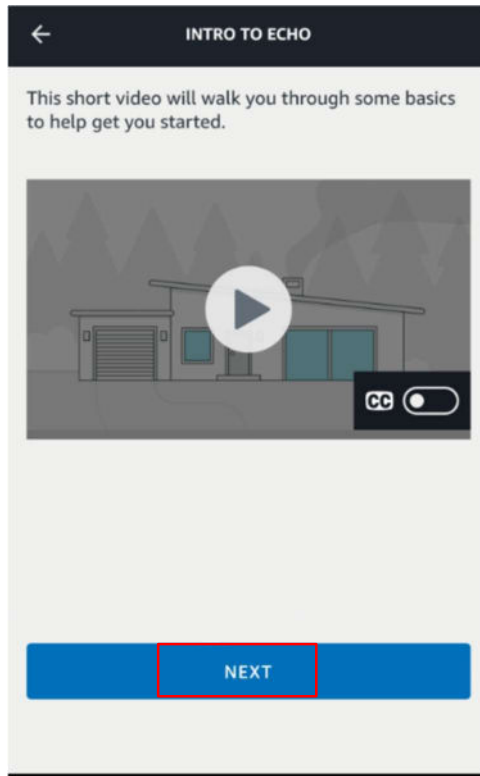 INTRO TO ECHO
This short video will walk you through some basics
to help get you started.
CC
NEXT